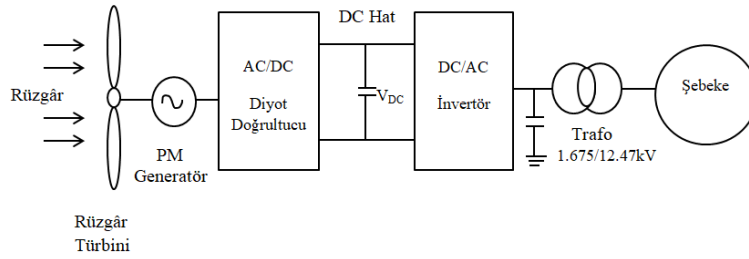 DC Hat
AC/DC
DC/AC
Rüzgâr
Diyot
Doğrultucu
V_DC
İnvertör
Şebeke
PM
Generatör
Trafo
1.675/12.47kV
Rüzgâr
Türbini